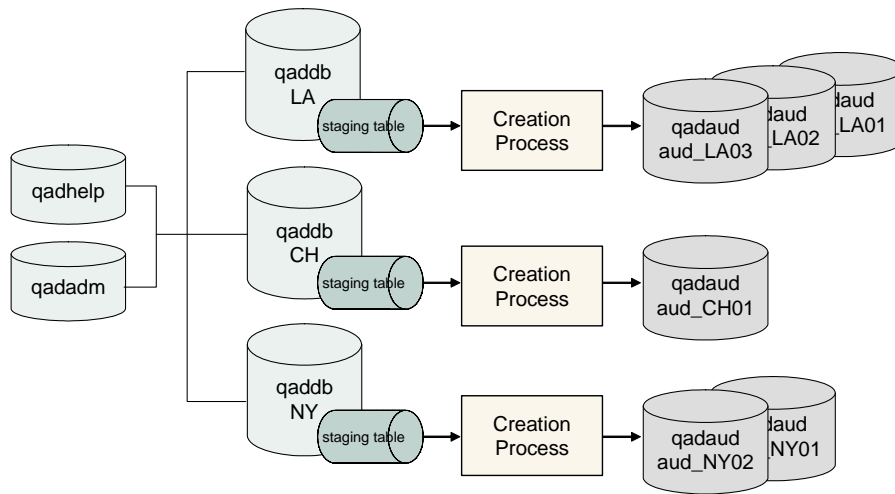 qaddb
LA
staging table
Creation
Process
qadaud
aud_LA03
daud
_LA02
daud
_LA01
qadhelp
qadadm
qaddb
CH
staging table
Creation
Process
qadaud
aud_CH01
qaddb
NY
staging table
Creation
Process
qadaud
aud_NY02
daud
_NY01